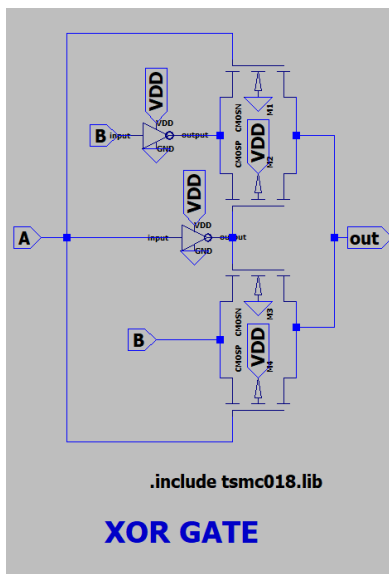 VDD
B
input
VDD
output
GND
CMOSN
M1
CMOSP
VDD
M2
VDD
A
input
VDD
output
GND
out
CMOSN
M3
B
CMOSP
VDD
M4
.include tsmc018.lib
XOR GATE